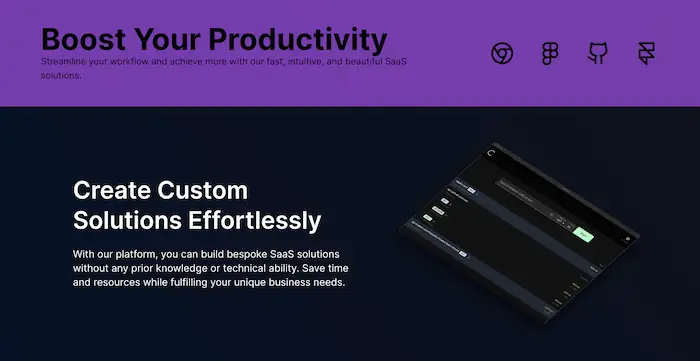 Boost Your Productivity
Streamline your workflow and achieve more with our fast, intuitive, and beautiful SaaS
solutions.
Create Custom
Solutions Effortlessly
With our platform, you can build bespoke SaaS solutions
without any prior knowledge or technical ability. Save time
and resources while fulfilling your unique business needs.